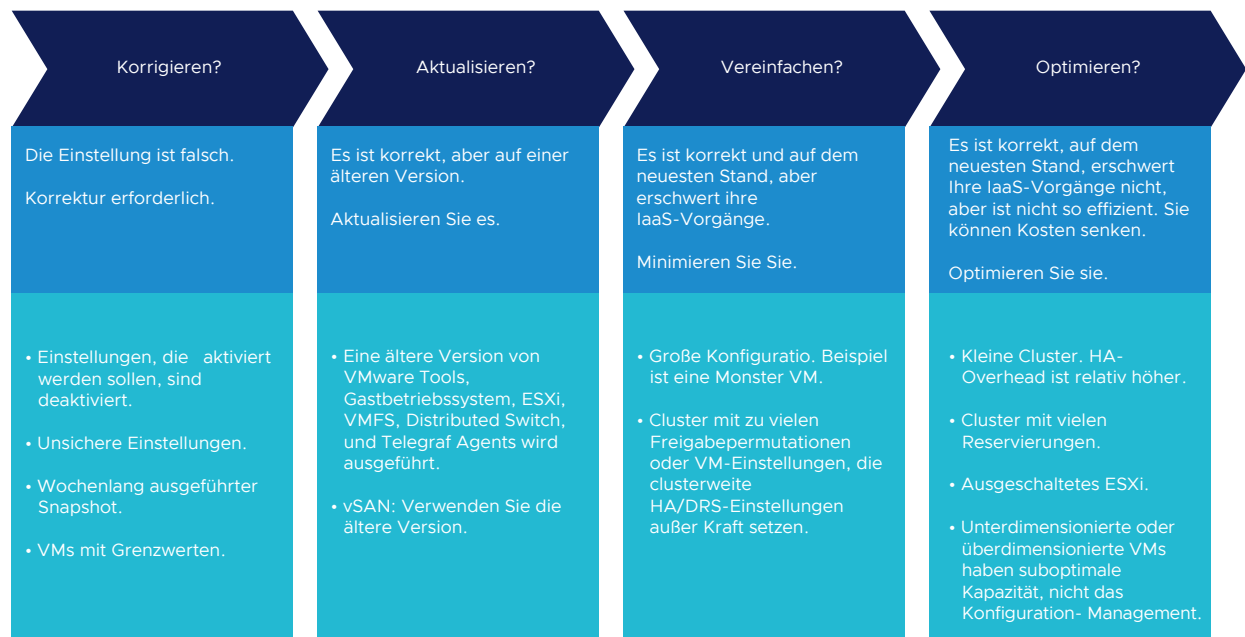 Korrigieren?
Die Einstellung ist falsch.
Korrektur erforderlich.
• Einstellungen, die aktiviert
werden sollen, sind
deaktiviert.
• Unsichere Einstellungen.
• Wochenlang ausgeführter
Snapshot.
• VMs mit Grenzwerten.
Aktualisieren?
Es ist korrekt, aber auf einer
älteren Version.
Aktualisieren Sie es.
• Eine ältere Version von
VMware Tools,
Gastbetriebssystem, ESXi,
VMFS, Distributed Switch,
und Telegraf Agents wird
ausgeführt.
• vSAN: Verwenden Sie die
ältere Version.
Vereinfachen?
Es ist korrekt und auf dem
neuesten Stand, aber
erschwert ihre
IaaS-Vorgänge.
Minimieren Sie Sie.
• Große Konfiguratio. Beispiel
ist eine Monster VM.
• Cluster mit zu vielen
Freigabepermutationen
oder VM-Einstellungen, die
clusterweite
HA/DRS-Einstellungen
außer Kraft setzen.
Optimieren?
Es ist korrekt, auf dem
neuesten Stand, erschwert
Ihre IaaS-Vorgänge nicht,
aber ist nicht so effizient. Sie
können Kosten senken.
Optimieren Sie sie.
• Kleine Cluster. HA-
Overhead ist relativ höher.
• Cluster mit vielen
Reservierungen.
• Ausgeschaltetes ESXi.
• Unterdimensionierte oder
überdimensionierte VMs
haben suboptimale
Kapazität, nicht das
Konfiguration- Management.